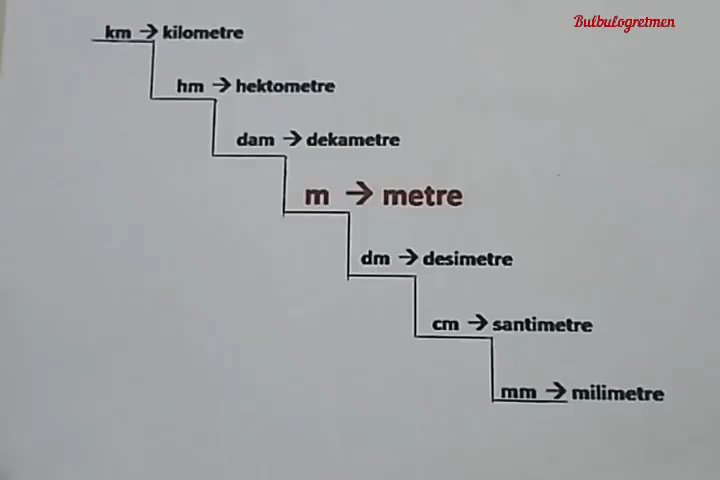 Bulbulogretmen
km → kilometre
hm → hektometre
dam → dekametre
m → metre
dm → desimetre
cm → santimetre
mm → milimetre